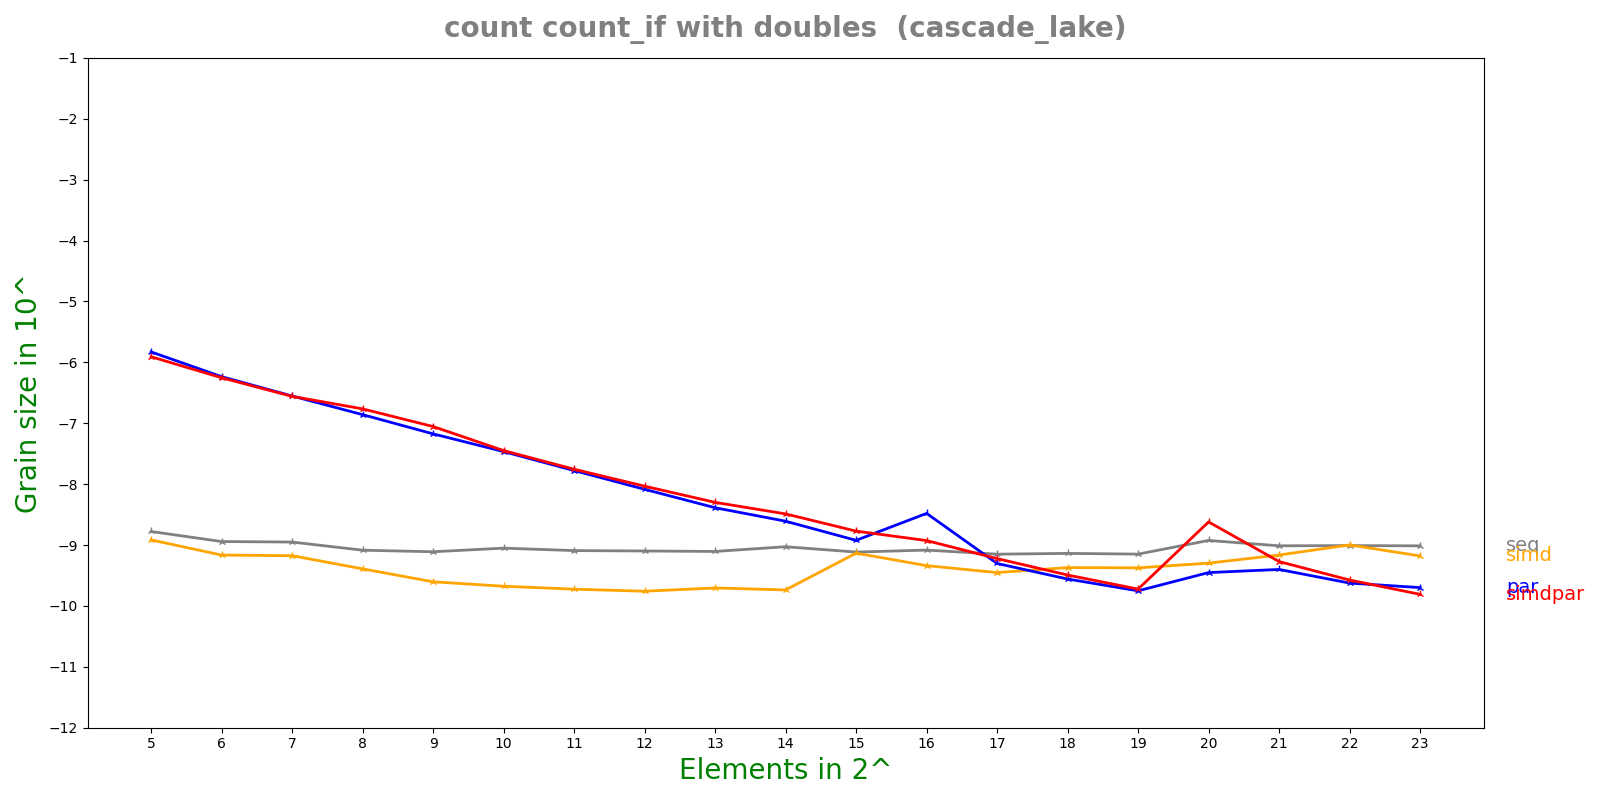 count count_if with doubles (cascade_lake)
Grain size in 10^
−1
−2
−3
−4
−5
−6
−7
−8
−9
−10
−11
−12
seg
simd
par
simdpar
5 6 7 8 9 10 11 12 13 14 15 16 17 18 19 20 21 22 23
Elements in 2^